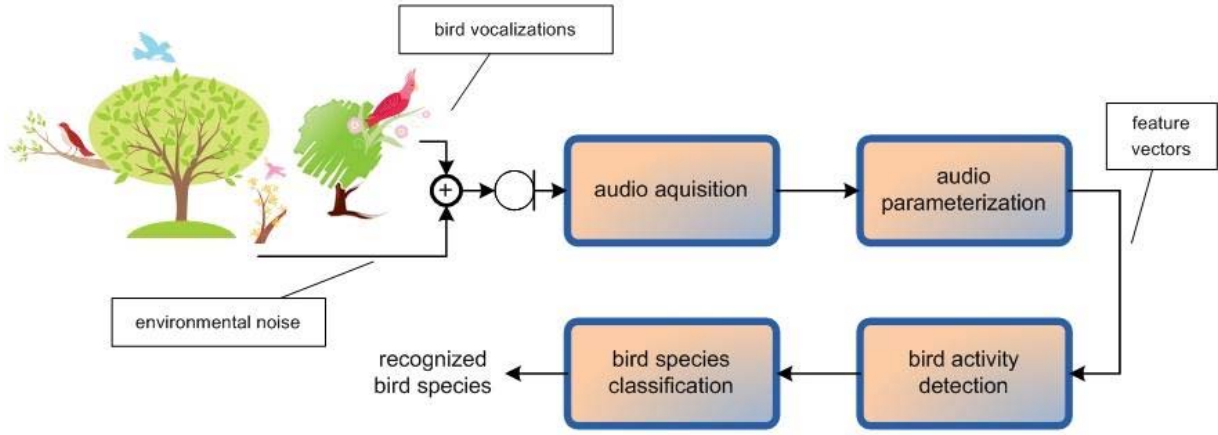 bird vocalizations
feature
vectors
audio aquisition
audio
parameterization
+
environmental noise
recognized
bird species
bird species
classification
bird activity
detection